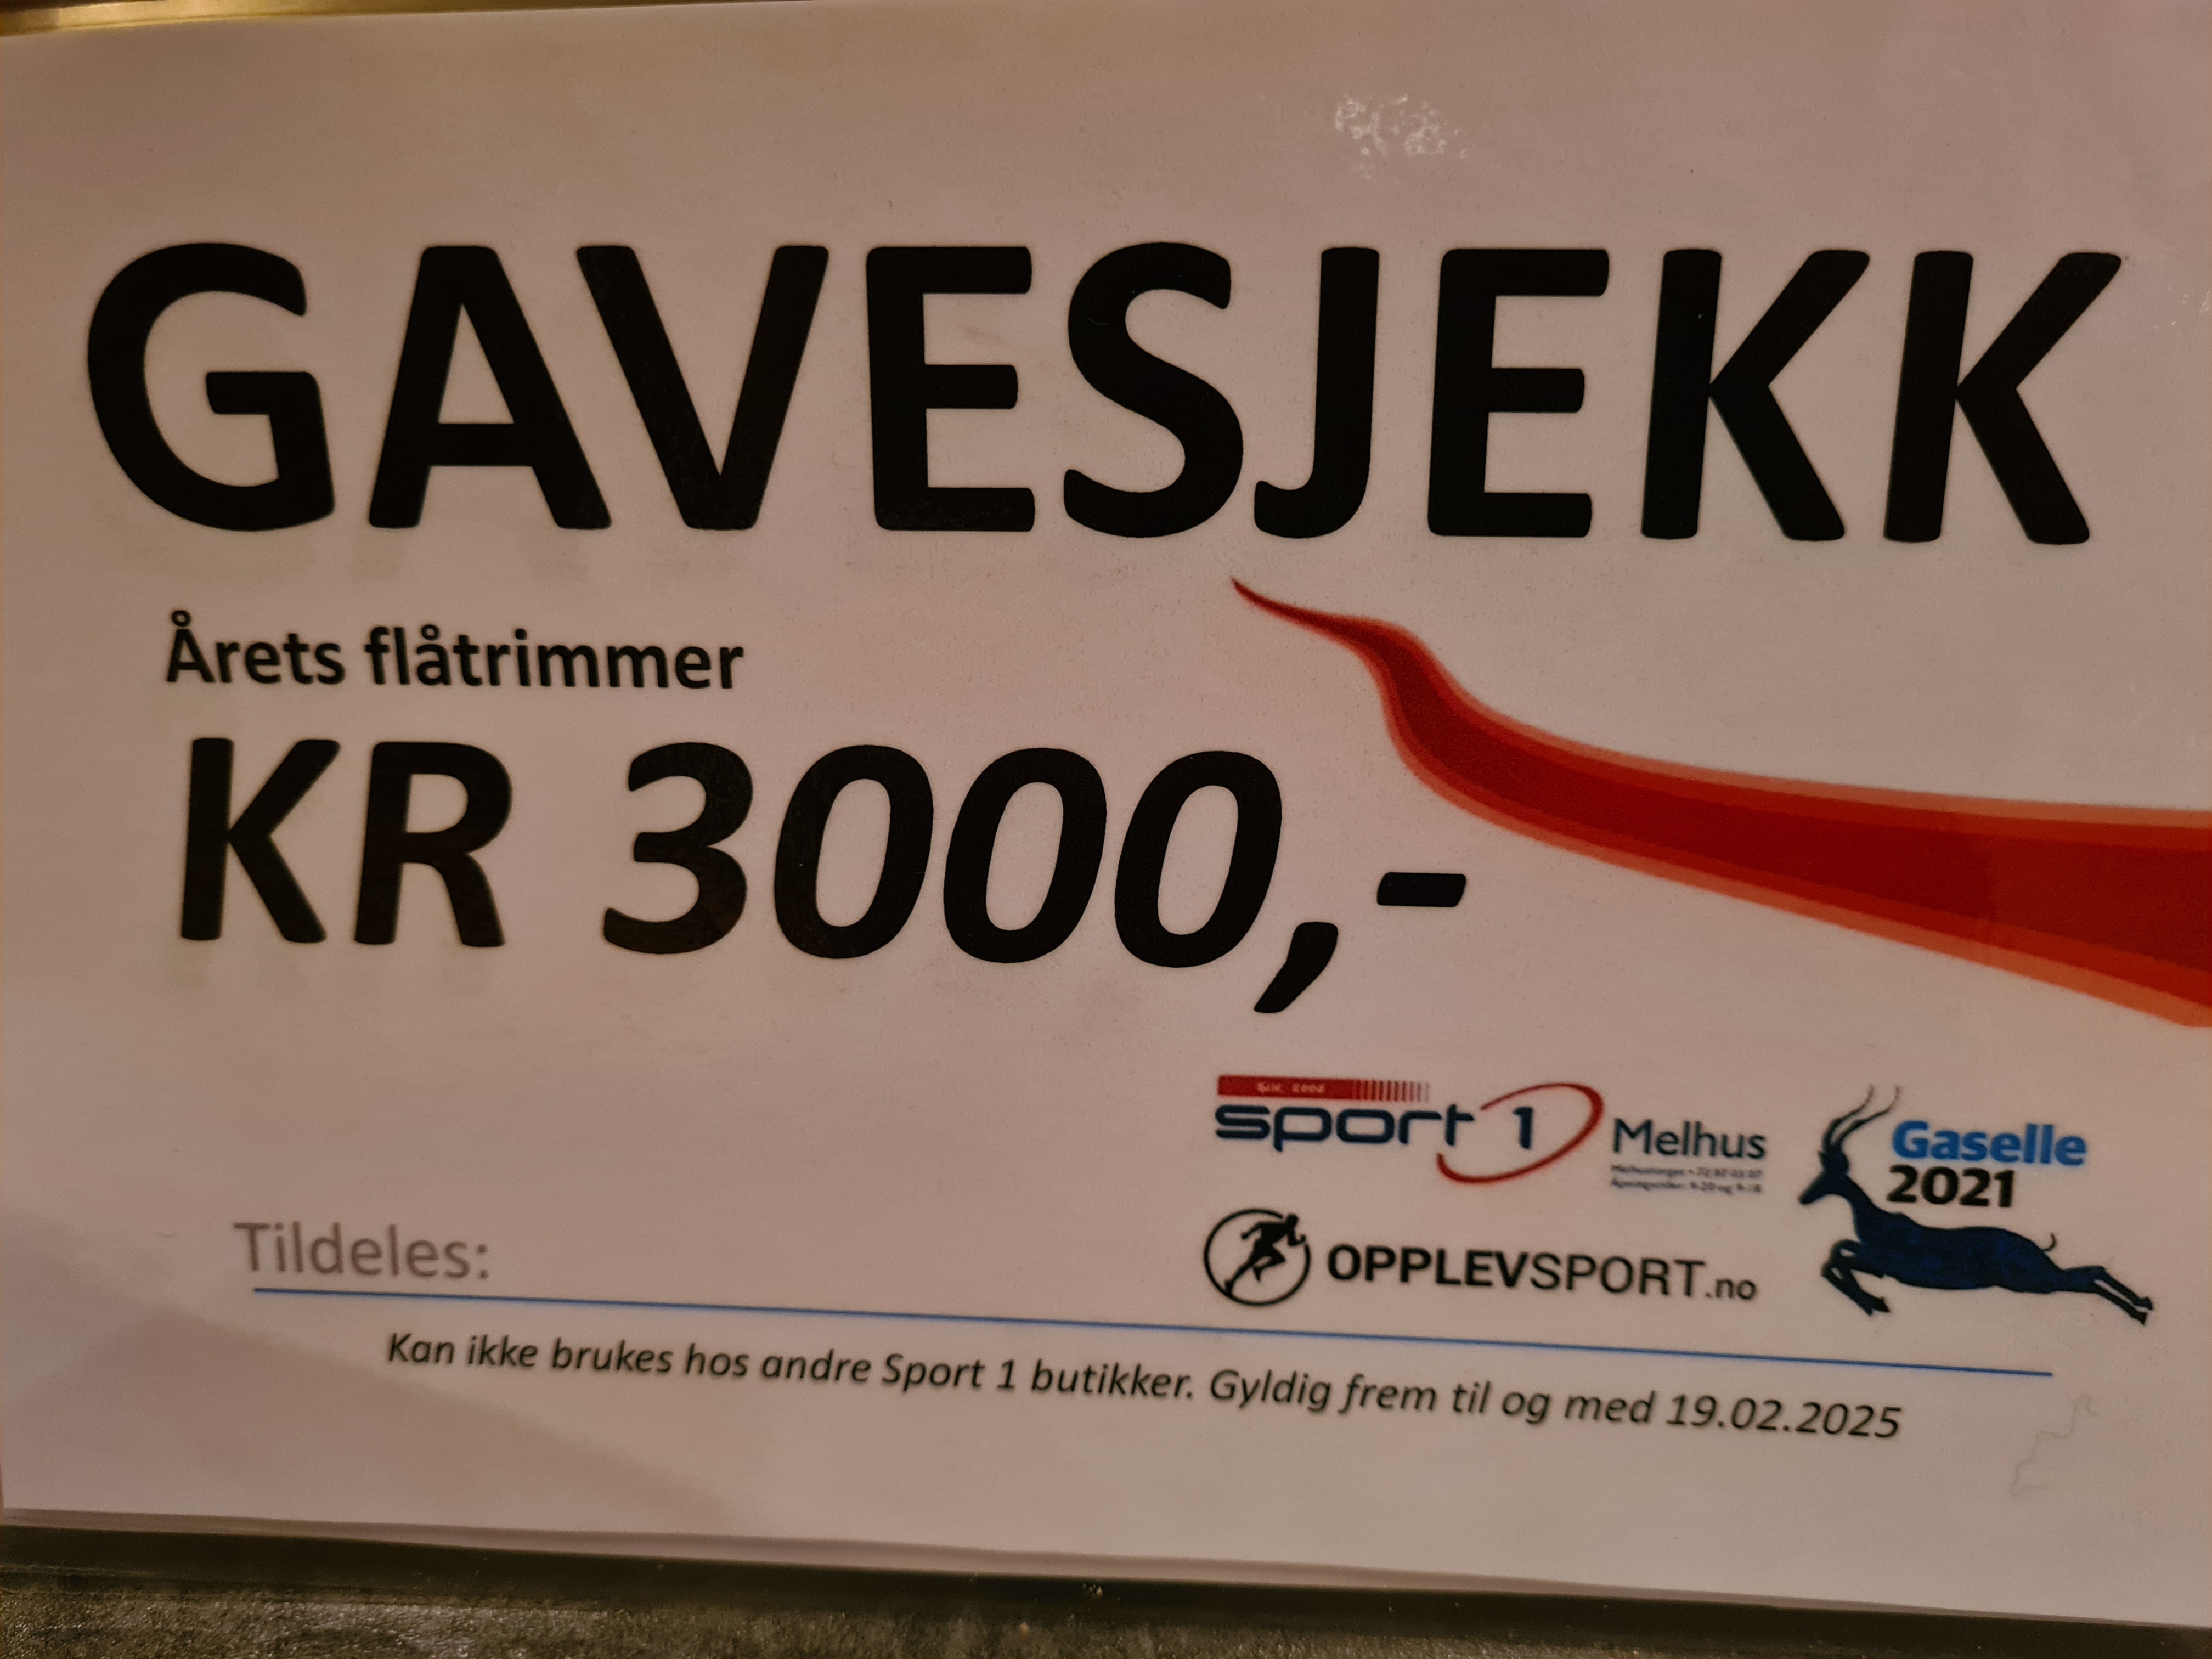 GAVESJEKK
Årets flåtrimmer
KR 3000,-
sport 1 Melhus
Gaselle
2021
OPPLEVSPORT.no
Tildeles:
Kan ikke brukes hos andre Sport 1 butikker. Gyldig frem til og med 19.02.2025